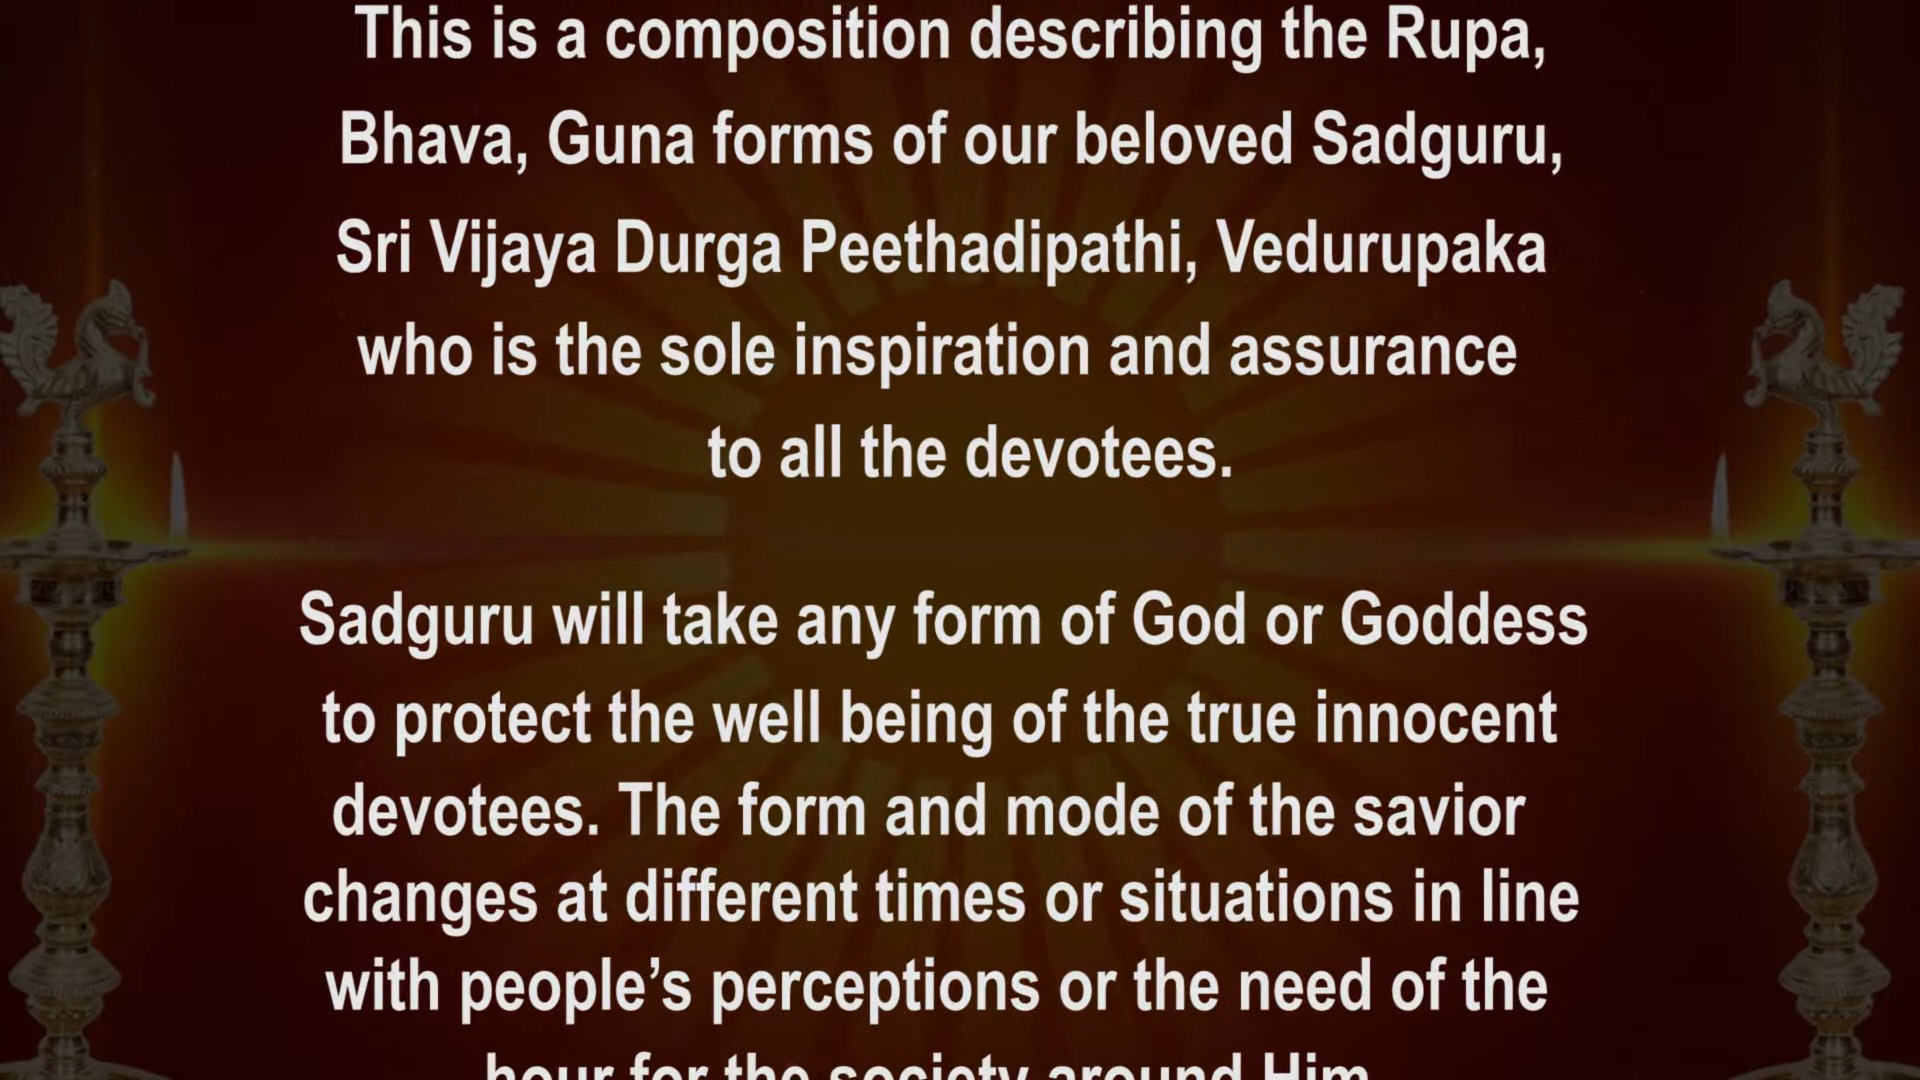 This is a composition describing the Rupa,
Bhava, Guna forms of our beloved Sadguru,
Sri Vijaya Durga Peethadipathi, Vedurupaka
who is the sole inspiration and assurance
to all the devotees.
Sadguru will take any form of God or Goddess
to protect the well being of the true innocent
devotees. The form and mode of the savior
changes at different times or situations in line
with people’s perceptions or the need of the
hour for the society around Him